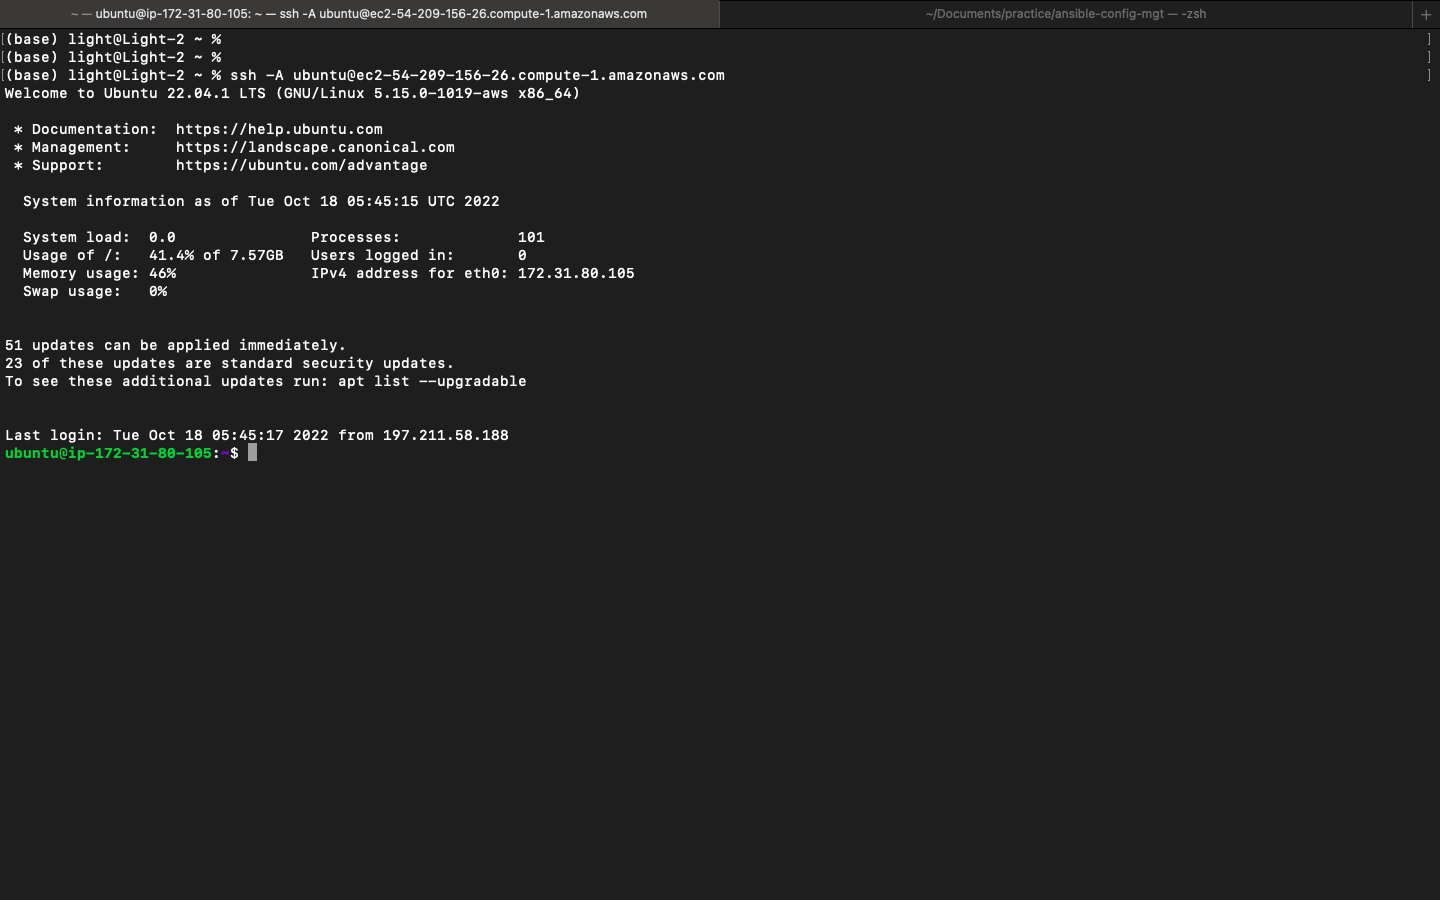 ~ — ubuntu@ip-172-31-80-105: ~ — ssh -A ubuntu@ec2-54-209-156-26.compute-1.amazonaws.com
~/Documents/practice/ansible-config-mgt — -zsh
+
[(base) light@Light-2 ~ % ]
[(base) light@Light-2 ~ % ]
[(base) light@Light-2 ~ % ssh -A ubuntu@ec2-54-209-156-26.compute-1.amazonaws.com ]
Welcome to Ubuntu 22.04.1 LTS (GNU/Linux 5.15.0-1019-aws x86_64)
* Documentation: https://help.ubuntu.com
* Management: https://landscape.canonical.com
* Support: https://ubuntu.com/advantage
System information as of Tue Oct 18 05:45:15 UTC 2022
System load: 0.0 Processes: 101
Usage of /: 41.4% of 7.57GB Users logged in: 0
Memory usage: 46% IPv4 address for eth0: 172.31.80.105
Swap usage: 0%
51 updates can be applied immediately.
23 of these updates are standard security updates.
To see these additional updates run: apt list --upgradable
Last login: Tue Oct 18 05:45:17 2022 from 197.211.58.188
ubuntu@ip-172-31-80-105:~$